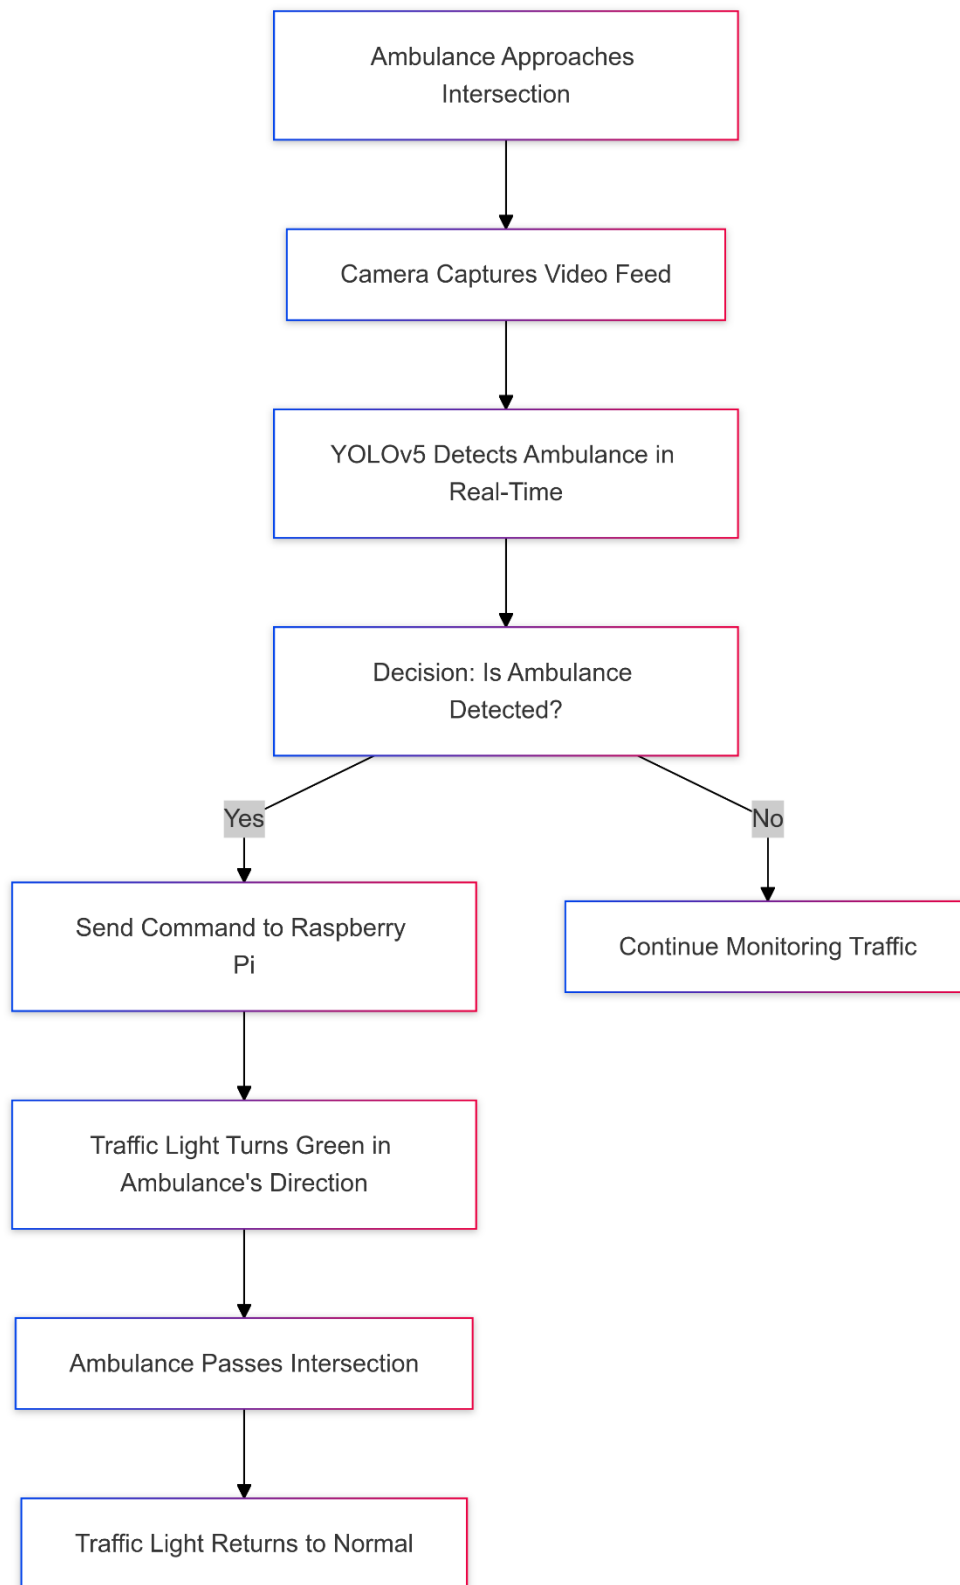 Ambulance Approaches
Intersection
Camera Captures Video Feed
YOLOv5 Detects Ambulance in
Real-Time
Decision: Is Ambulance
Detected?
Yes
No
Send Command to Raspberry
Pi
Continue Monitoring Traffic
Traffic Light Turns Green in
Ambulance's Direction
Ambulance Passes Intersection
Traffic Light Returns to Normal